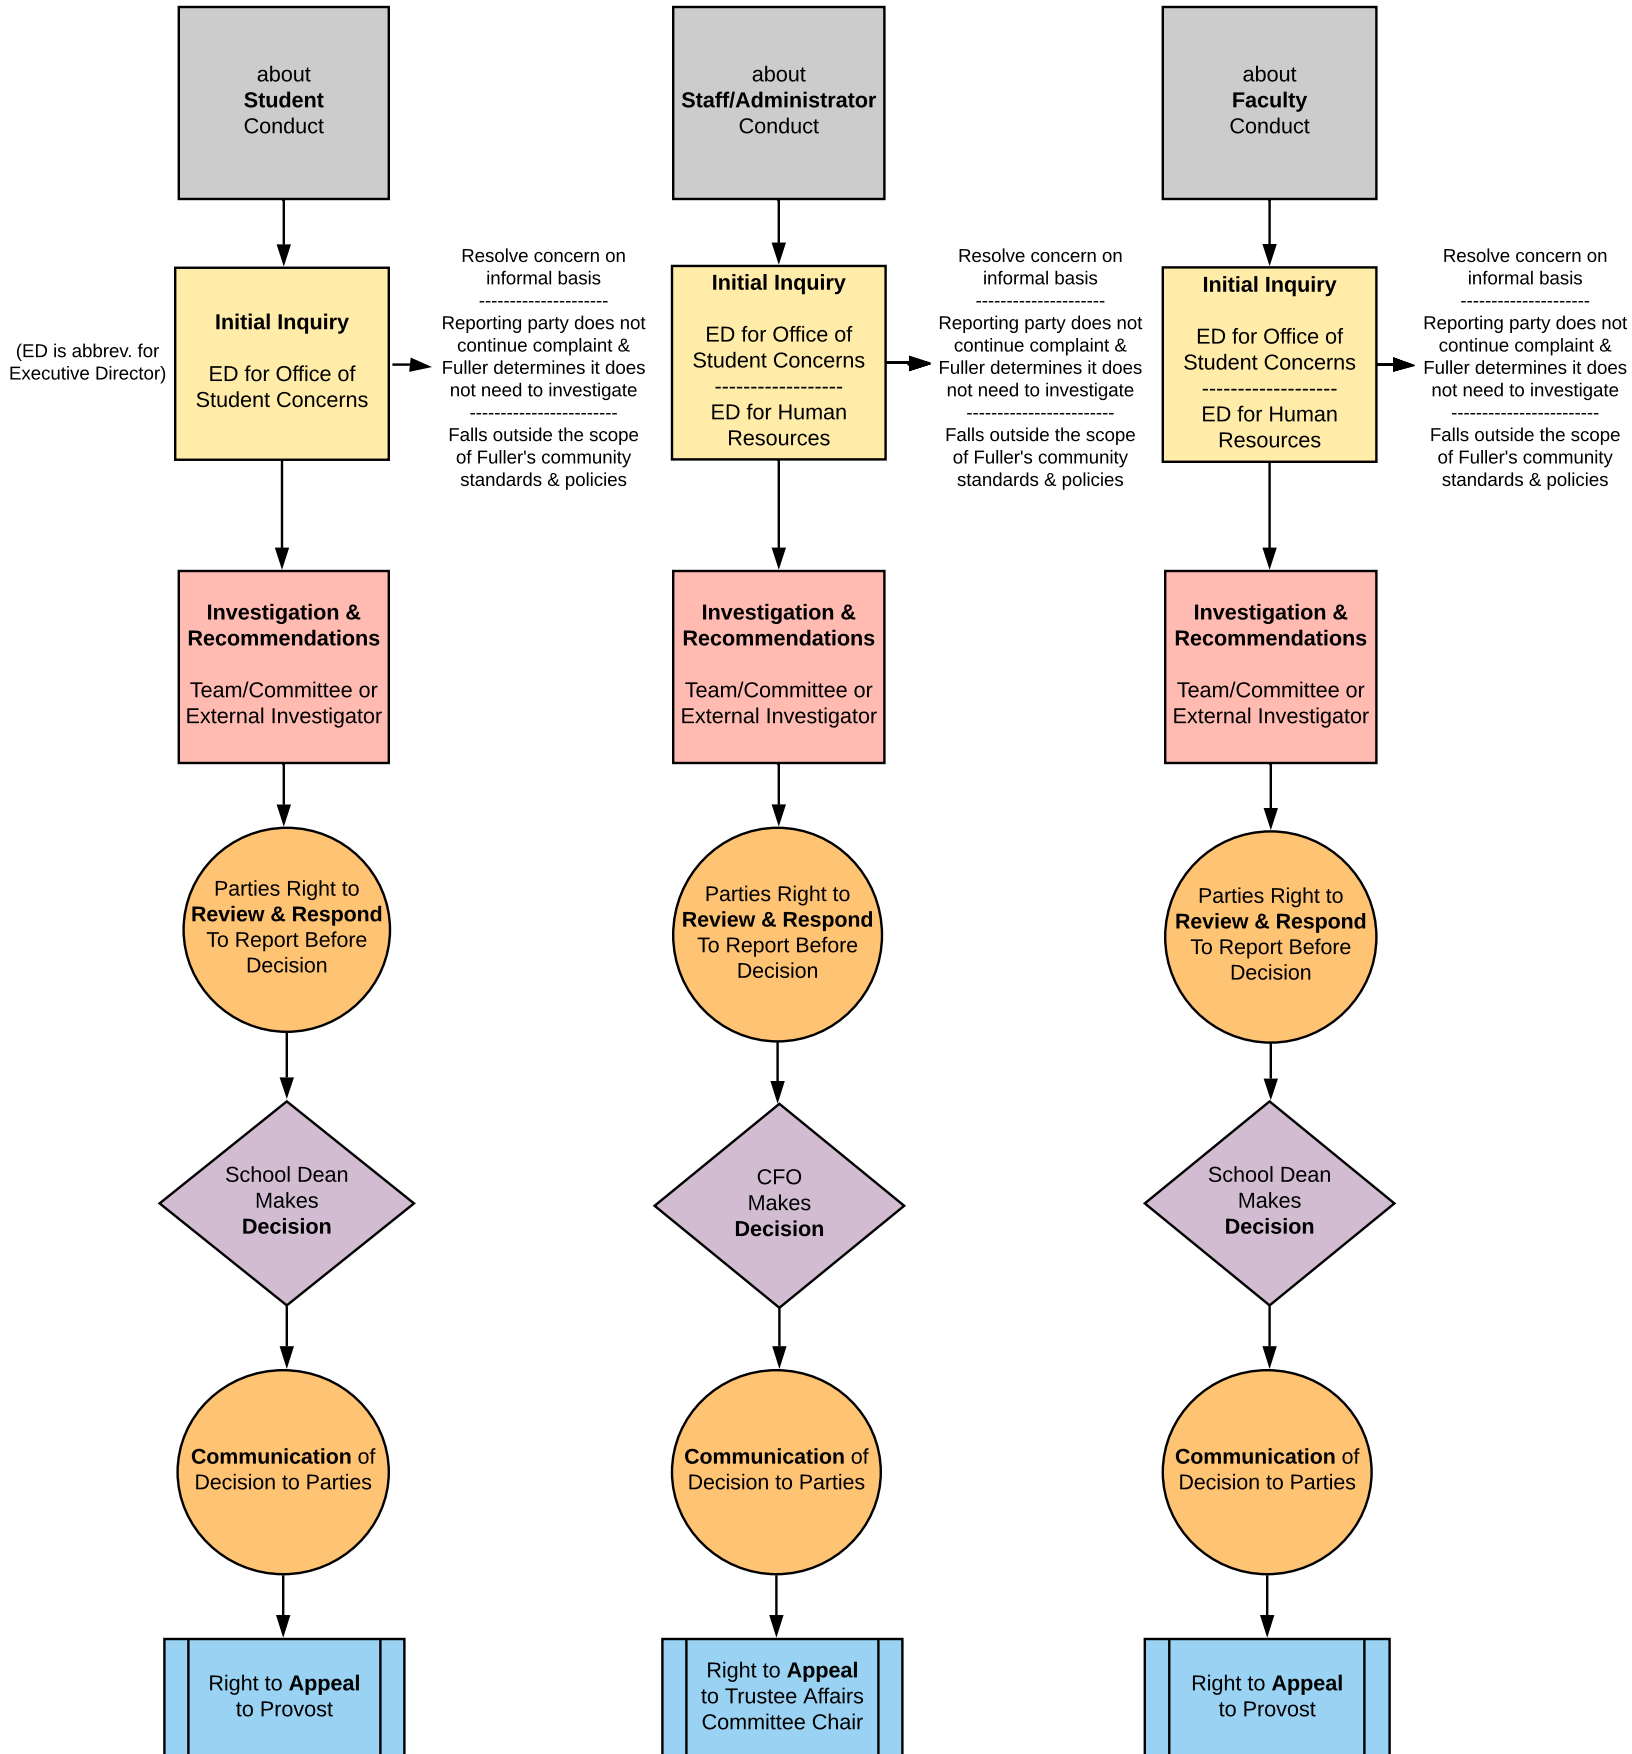 about
Student
Conduct
about
Staff/Administrator
Conduct
about
Faculty
Conduct
(ED is abbrev. for
Executive Director)
Initial Inquiry
ED for Office of
Student Concerns
Resolve concern on
informal basis
---------------------
Reporting party does not
continue complaint &
Fuller determines it does
not need to investigate
------------------------
Falls outside the scope
of Fuller's community
standards & policies
Initial Inquiry
ED for Office of
Student Concerns
------------------
ED for Human
Resources
Resolve concern on
informal basis
---------------------
Reporting party does not
continue complaint &
Fuller determines it does
not need to investigate
------------------------
Falls outside the scope
of Fuller's community
standards & policies
Initial Inquiry
ED for Office of
Student Concerns
-------------------
ED for Human
Resources
Resolve concern on
informal basis
---------------------
Reporting party does not
continue complaint &
Fuller determines it does
not need to investigate
------------------------
Falls outside the scope
of Fuller's community
standards & policies
Investigation &
Recommendations
Team/Committee or
External Investigator
Investigation &
Recommendations
Team/Committee or
External Investigator
Investigation &
Recommendations
Team/Committee or
External Investigator
Parties Right to
Review & Respond
To Report Before
Decision
Parties Right to
Review & Respond
To Report Before
Decision
Parties Right to
Review & Respond
To Report Before
Decision
School Dean
Makes
Decision
CFO
Makes
Decision
School Dean
Makes
Decision
Communication of
Decision to Parties
Communication of
Decision to Parties
Communication of
Decision to Parties
Right to Appeal
to Provost
Right to Appeal
to Trustee Affairs
Committee Chair
Right to Appeal
to Provost